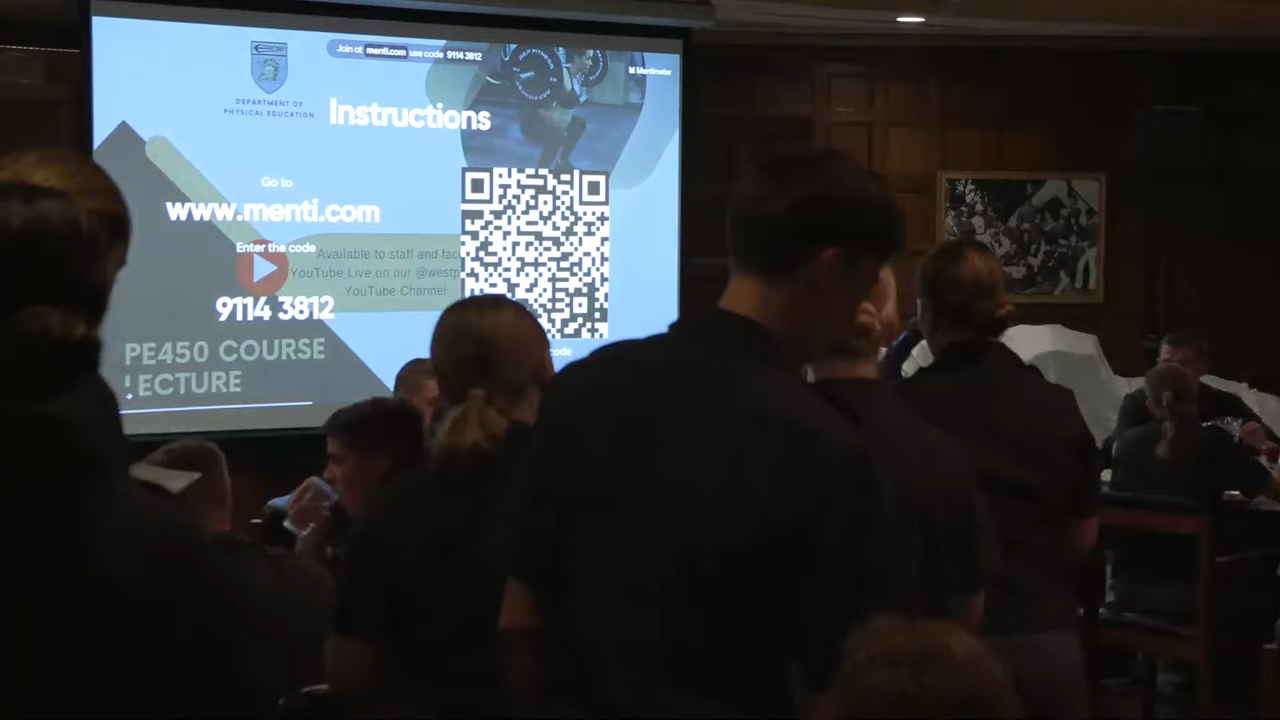 Join at menti.com use code 9114 3812
Mentimeter
DEPARTMENT OF
PHYSICAL EDUCATION
Instructions
Go to
www.menti.com
Enter the code
Available to staff and fac
YouTube Live on our @westp
YouTube Channel
9114 3812
code
PE450 COURSE
LECTURE